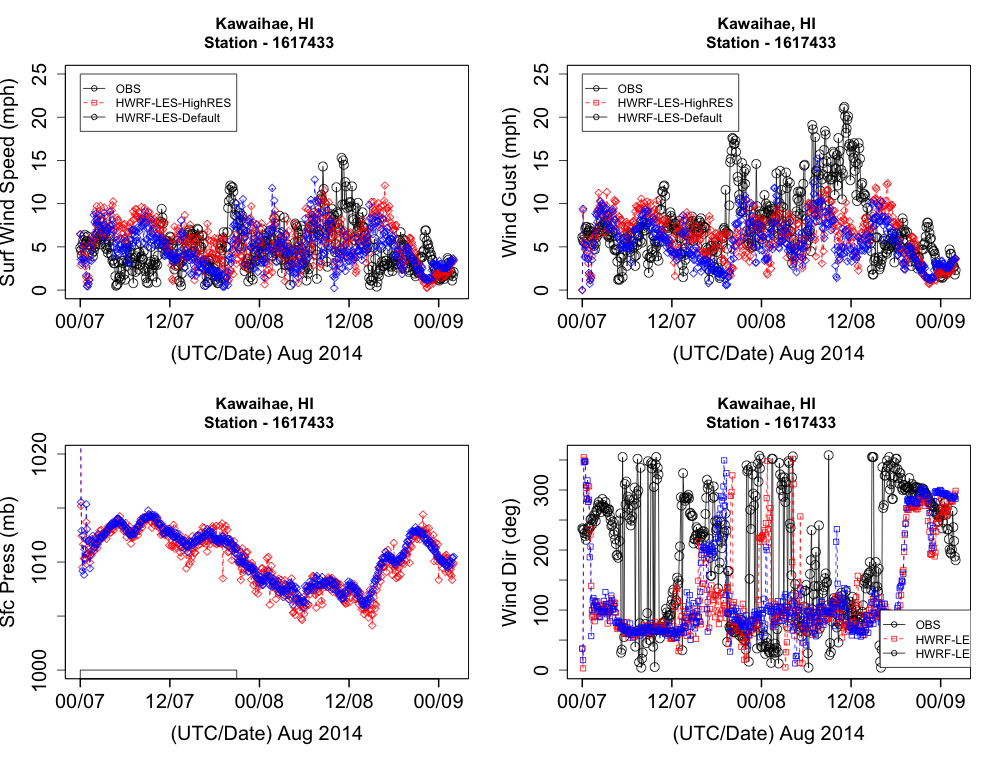 Kawaihae, HI
Station - 1617433
Surf Wind Speed (mph)
25
20
15
10
5
0
OBS
HWRF-LES-HighRES
HWRF-LES-Default
00/07 12/07 00/08 12/08 00/09
(UTC/Date) Aug 2014
Kawaihae, HI
Station - 1617433
Wind Gust (mph)
25
20
15
10
5
0
OBS
HWRF-LES-HighRES
HWRF-LES-Default
00/07 12/07 00/08 12/08 00/09
(UTC/Date) Aug 2014
Kawaihae, HI
Station - 1617433
Sfc Press (mb)
1020
1010
1000
00/07 12/07 00/08 12/08 00/09
(UTC/Date) Aug 2014
Kawaihae, HI
Station - 1617433
Wind Dir (deg)
300
200
100
0
OBS
HWRF-LE
HWRF-LE
00/07 12/07 00/08 12/08 00/09
(UTC/Date) Aug 2014